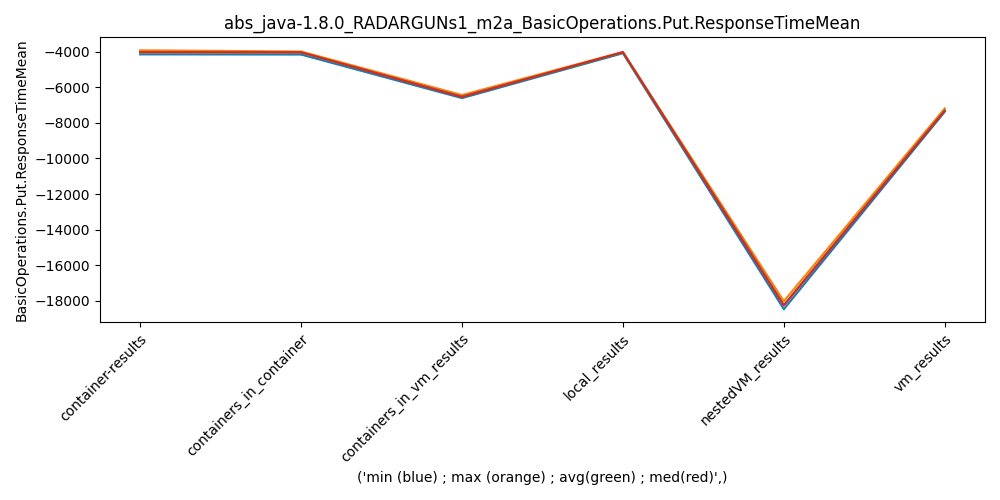 abs_java-1.8.0_RADARGUNs1_m2a_BasicOperations.Put.ResponseTimeMean
BasicOperations.Put.ResponseTimeMean
−4000
−6000
−8000
−10000
−12000
−14000
−16000
−18000
container-results
containers_in_container
containers_in_vm_results
local_results
nestedVM_results
vm_results
('min (blue) ; max (orange) ; avg(green) ; med(red)',)